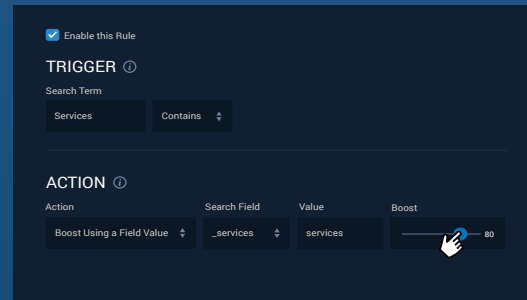 Enable this Rule
TRIGGER
Search Term
Services Contains
ACTION
Action Search Field Value Boost
Boost Using a Field Value _services services 80